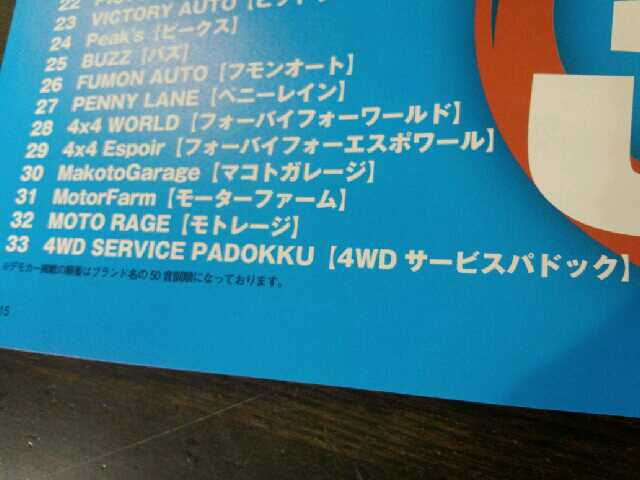 22
23 VICTORY AUTO
24 Peak's【ピークス】
25 BUZZ【バズ】
26 FUMON AUTO【フモンオート】
27 PENNY LANE【ペニーレイン】
28 4x4 WORLD【フォーバイフォーワールド】
29 4x4 Espoir【フォーバイフォーエスポワール】
30 MakotoGarage【マコトガレージ】
31 MotorFarm【モーターファーム】
32 MOTO RAGE【モトレージ】
33 4WD SERVICE PADOKKU【4WD サービスパドック】
※デモカー掲載の順番はブランド名の50音訓順になっております。
15